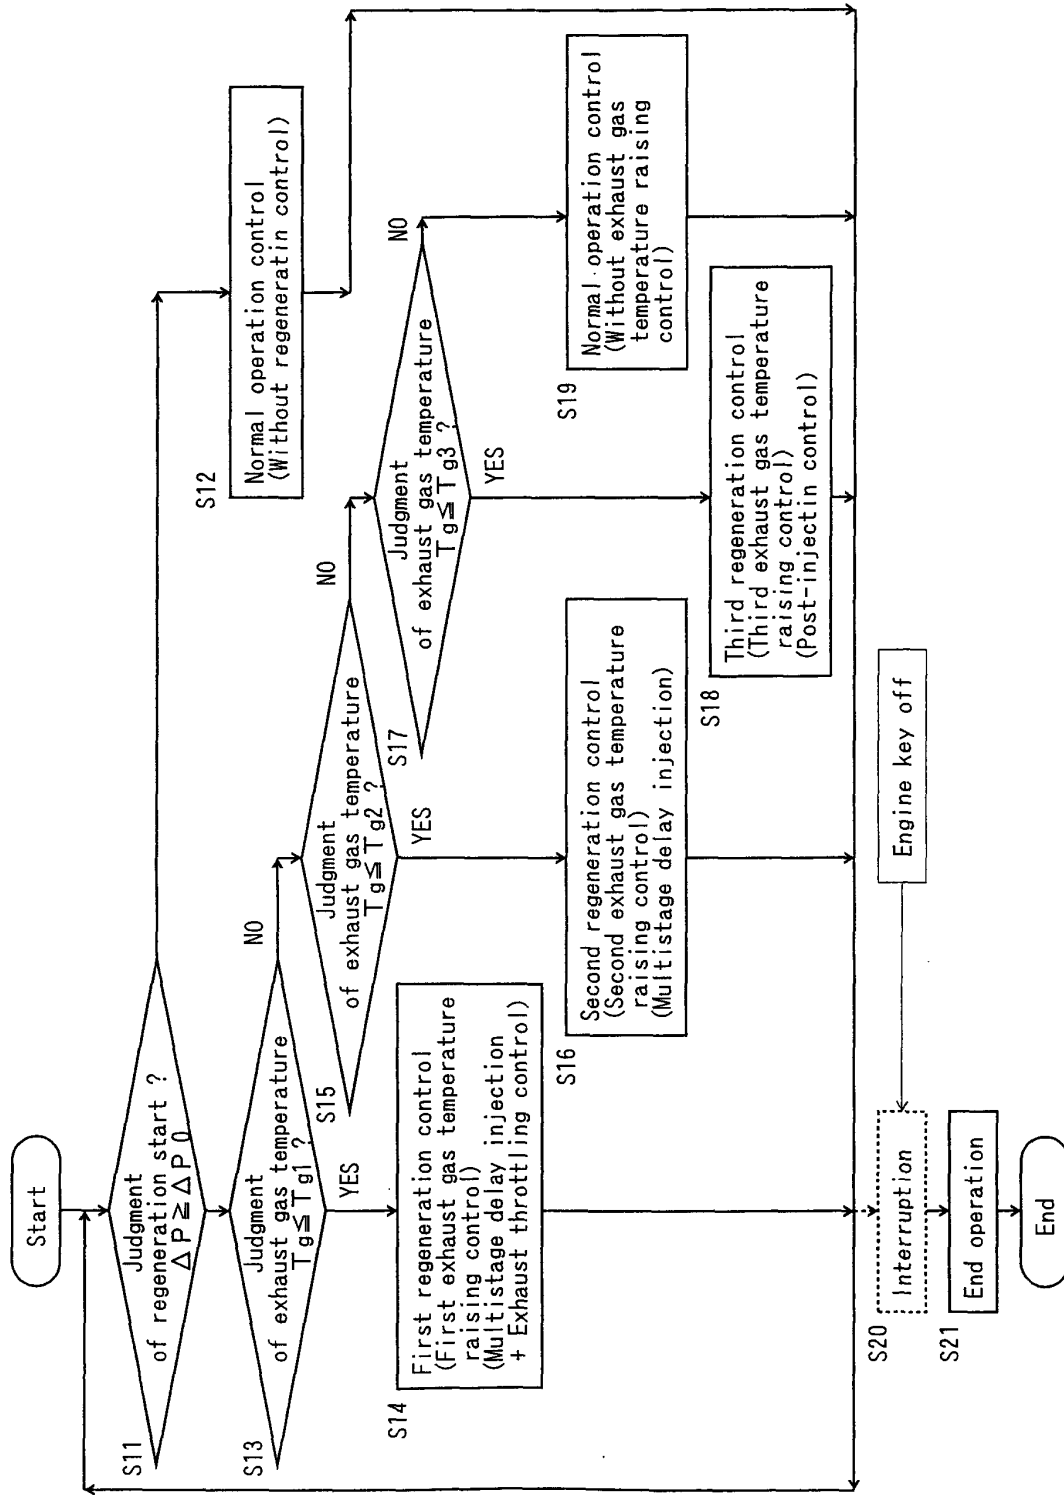 Start
S11
Judgment
of regeneration start ?
ΔP≧ΔP0
S12
Normal operation control
(Without regeneratin control)
S13
Judgment
of exhaust gas temperature
Tg≦Tg1 ?
NO
YES
S14
First regeneration control
(First exhaust gas temperature
raising control)
(Multistage delay injection
+ Exhaust throttling control)
S15
Judgment
of exhaust gas temperature
Tg≦Tg2 ?
NO
YES
S16
Second regeneration control
(Second exhaust gas temperature
raising control)
(Multistage delay injection)
S17
Judgment
of exhaust gas temperature
Tg≦Tg3 ?
NO
YES
S18
Third regeneration control
(Third exhaust gas temperature
raising control)
(Post-injectin control)
S19
Normal operation control
(Without exhaust gas
temperature raising
control)
S20
Interruption
Engine key off
S21
End operation
End